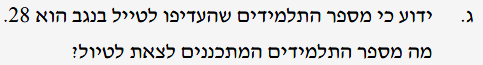 ג. ידוע כי מספר התלמידים שהעדיפו לטייל בנגב הוא 28.
מה מספר התלמידים המתכננים לצאת לטיול?